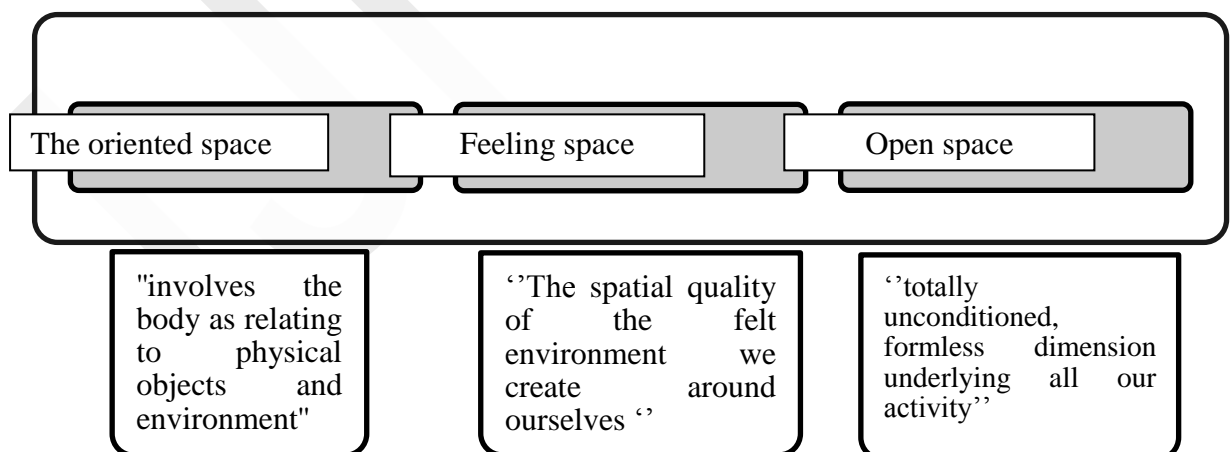 The oriented space
Feeling space
Open space
"involves the
body as relating
to physical
objects and
environment"
‘’The spatial quality
of the felt
environment we
create around
ourselves ‘’
‘’totally
unconditioned,
formless dimension
underlying all our
activity’’